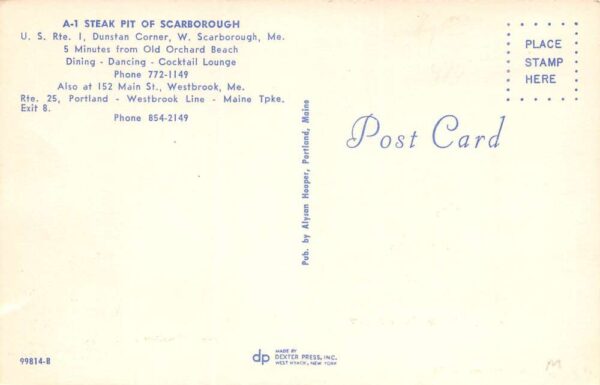 A-1 STEAK PIT OF SCARBOROUGH
U. S. Rte. 1, Dunstan Corner, W. Scarborough, Me.
5 Minutes from Old Orchard Beach
Dining - Dancing - Cocktail Lounge
Phone 772-1149
Also at 152 Main St., Westbrook, Me.
Rte. 25, Portland - Westbrook Line - Maine Tpke.
Exit 8.
Phone 854-2149
PLACE
STAMP
HERE
Post Card
Pub. by Alyson Hooper, Portland, Maine
99814-B
dp
MADE BY
DEXTER PRESS, INC.
WEST NYACK, NEW YORK
M